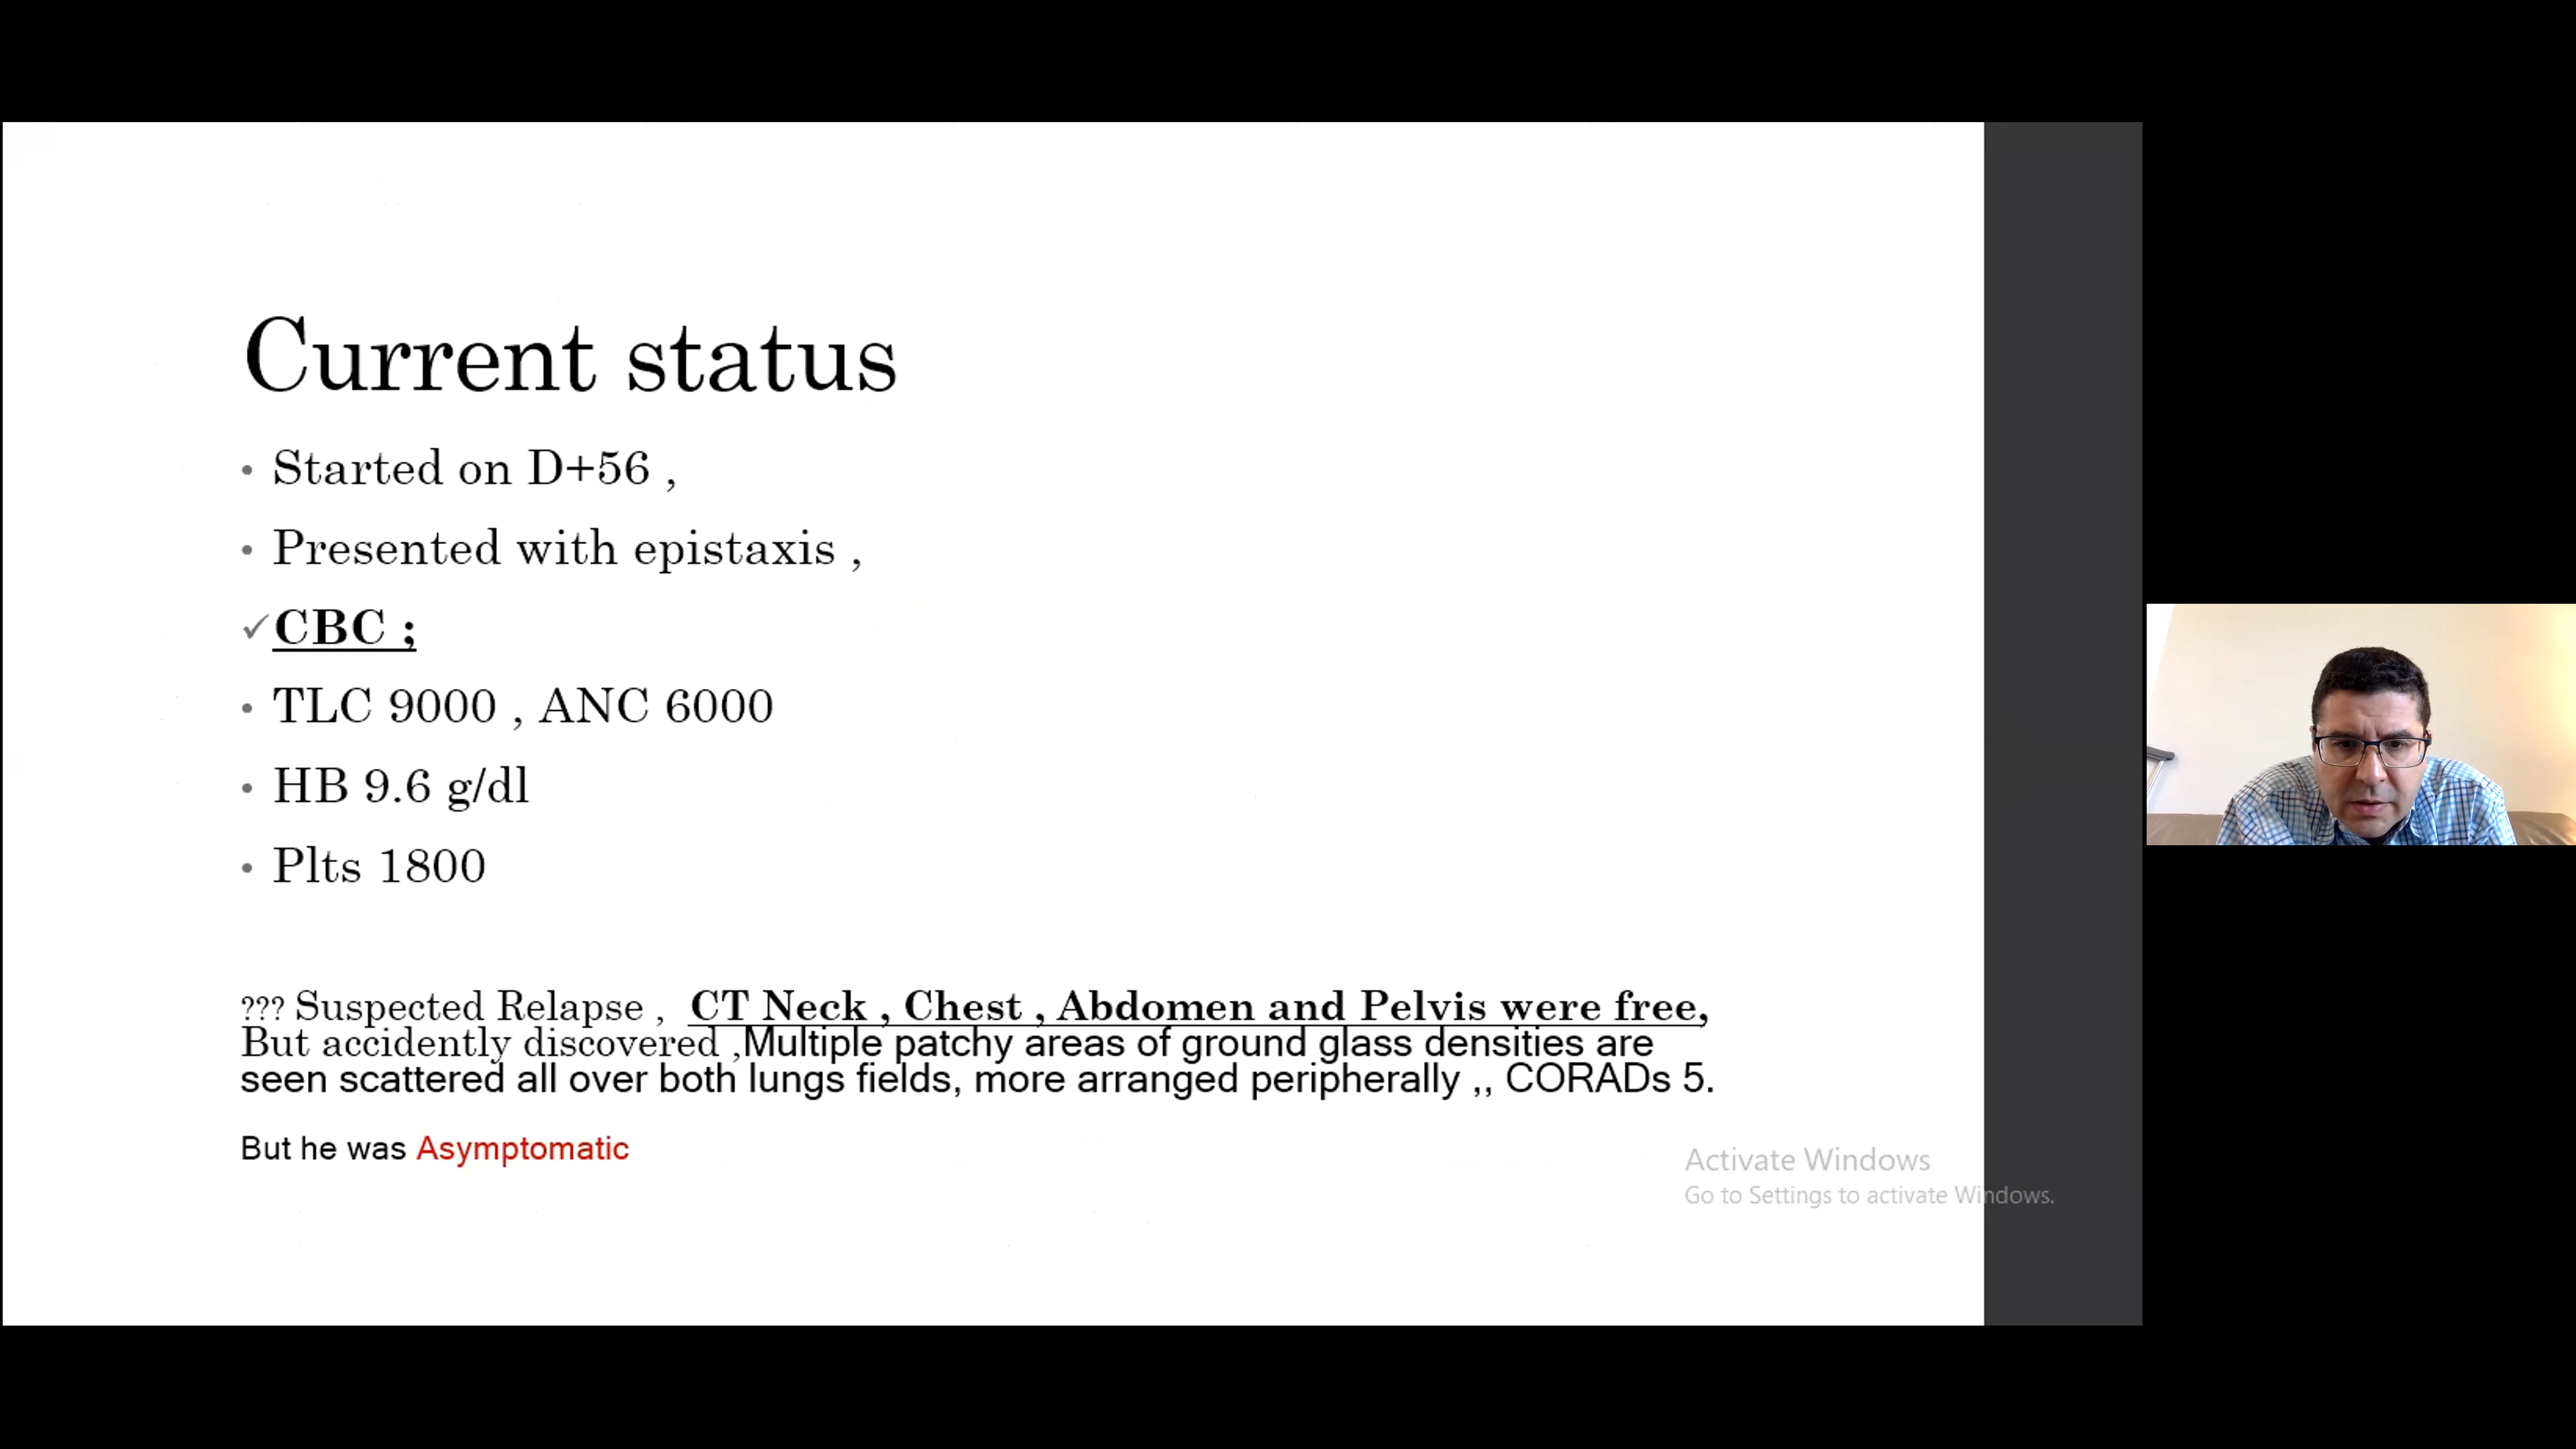 Current status
• Started on D+56 ,
• Presented with epistaxis ,
✓ CBC ;
• TLC 9000 , ANC 6000
• HB 9.6 g/dl
• Plts 1800
??? Suspected Relapse , CT Neck , Chest , Abdomen and Pelvis were free,
But accidently discovered ,Multiple patchy areas of ground glass densities are
seen scattered all over both lungs fields, more arranged peripherally ,, CORADs 5.
But he was Asymptomatic
Activate Windows
Go to Settings to activate Windows.